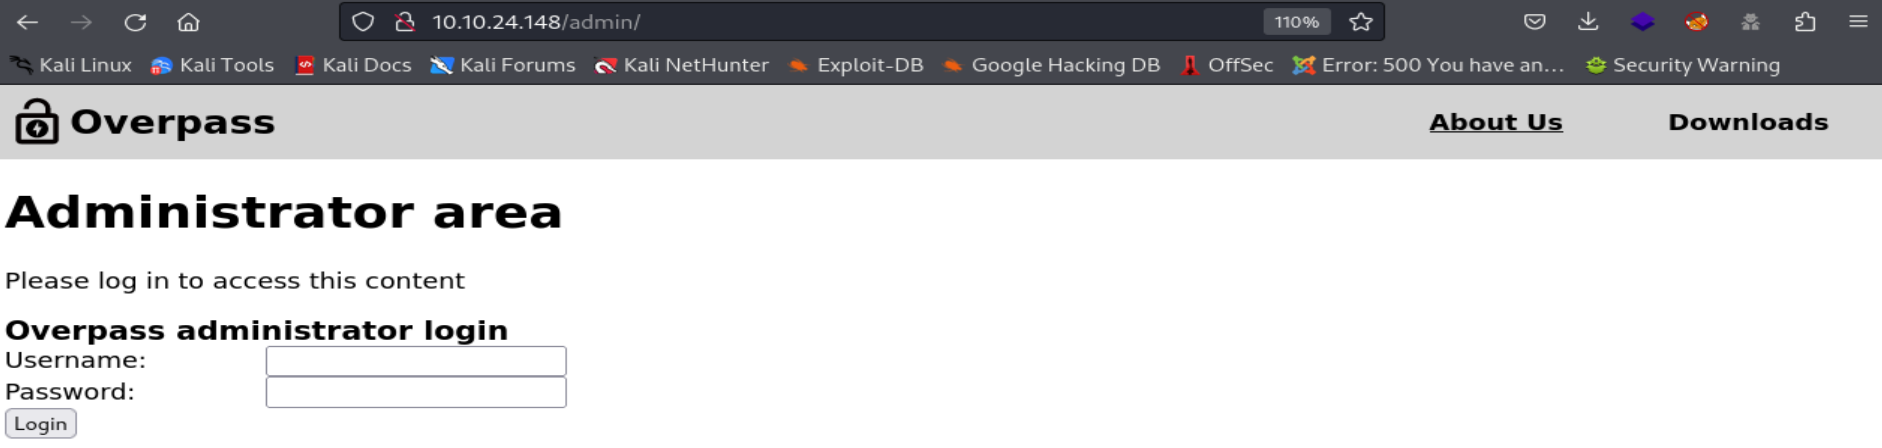 10.10.24.148/admin/ 110%
Kali Linux Kali Tools Kali Docs Kali Forums Kali NetHunter Exploit-DB Google Hacking DB OffSec Error: 500 You have an... Security Warning
Overpass About Us Downloads
Administrator area
Please log in to access this content
Overpass administrator login
Username:
Password:
Login